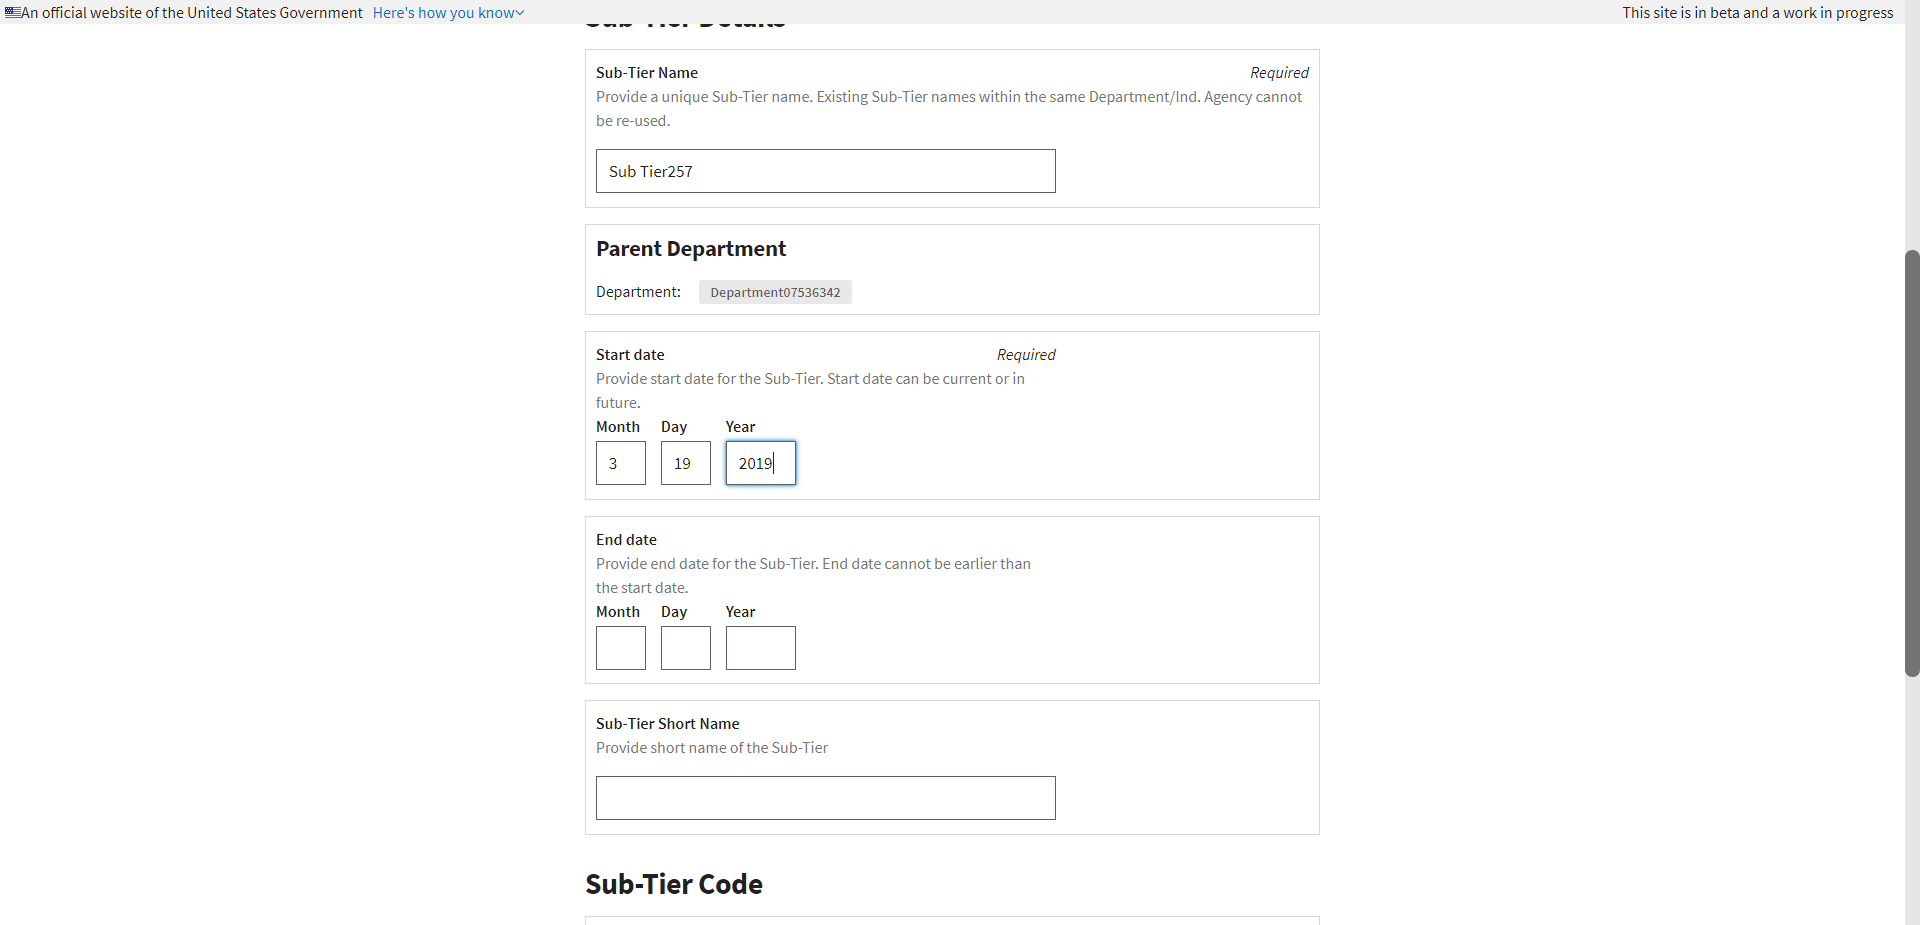 An official website of the United States Government Here's how you know
This site is in beta and a work in progress
Sub-Tier Details
Sub-Tier Name Required
Provide a unique Sub-Tier name. Existing Sub-Tier names within the same Department/Ind. Agency cannot
be re-used.
Sub Tier257
Parent Department
Department: Department07536342
Start date Required
Provide start date for the Sub-Tier. Start date can be current or in
future.
Month Day Year
3 19 2019
End date
Provide end date for the Sub-Tier. End date cannot be earlier than
the start date.
Month Day Year
Sub-Tier Short Name
Provide short name of the Sub-Tier
Sub-Tier Code